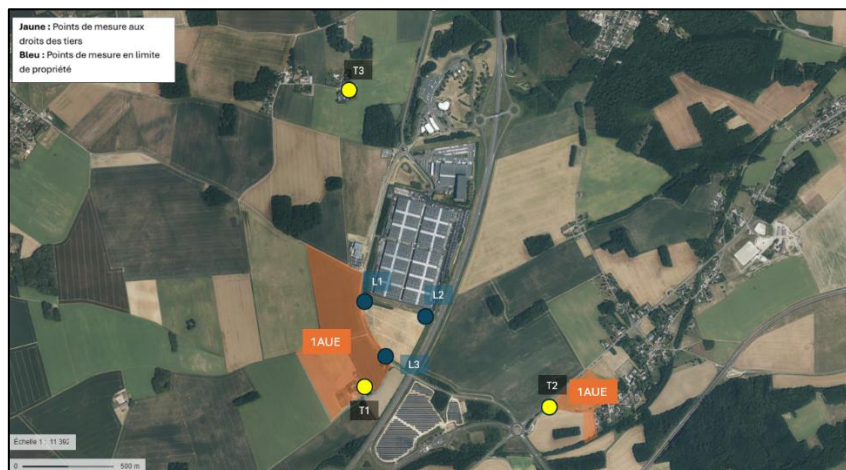 Jaune : Points de mesure aux
droits des tiers
Bleu : Points de mesure en limite
de propriété
T3
L1
L2
1AUE
L3
T1
T2
1AUE
Échelle 1 : 11 392
0 500 m